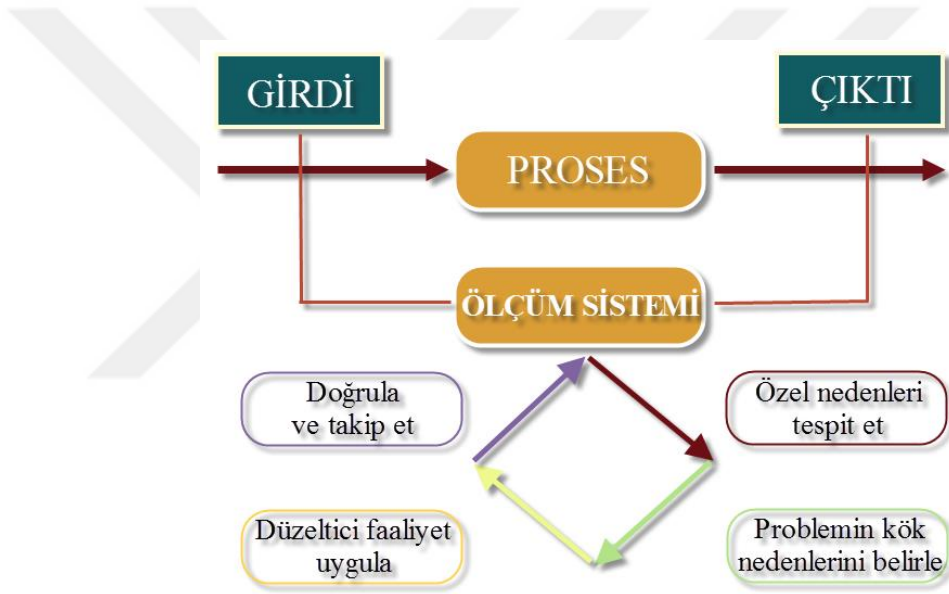 GİRDİ
ÇIKTI
PROSES
ÖLÇÜM SİSTEMİ
Doğrula
ve takip et
Özel nedenleri
tespit et
Düzeltici faaliyet
uygula
Problemin kök
nedenlerini belirle